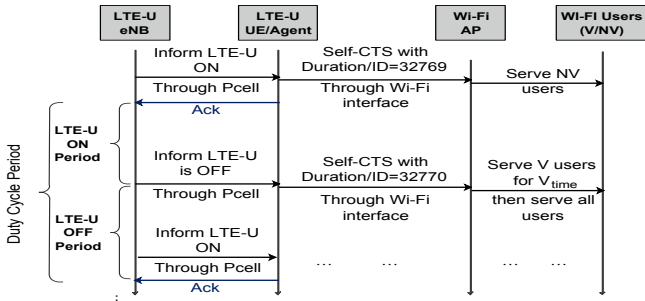 LTE-U
eNB
LTE-U
UE/Agent
Wi-Fi
AP
WI-FI Users
(V/NV)
Inform LTE-U
ON
Through Pcell
Self-CTS with
Duration/ID=32769
Through Wi-Fi
interface
Serve NV
users
Ack
Duty Cycle Period
LTE-U
ON
Period
Inform LTE-U
is OFF
Through Pcell
Self-CTS with
Duration/ID=32770
Through Wi-Fi
interface
Serve V users
for Vtime
then serve all
users
LTE-U
OFF
Period
Inform LTE-U
ON
Through Pcell
... ...
... ...
Ack
...